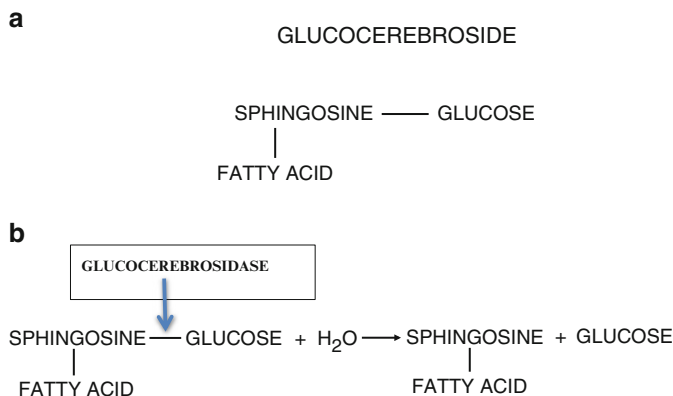 a
GLUCOCEREBROSIDE
SPHINGOSINE GLUCOSE
FATTY ACID
b
GLUCOCEREBROSIDASE
SPHINGOSINE GLUCOSE + H2O SPHINGOSINE + GLUCOSE
FATTY ACID FATTY ACID